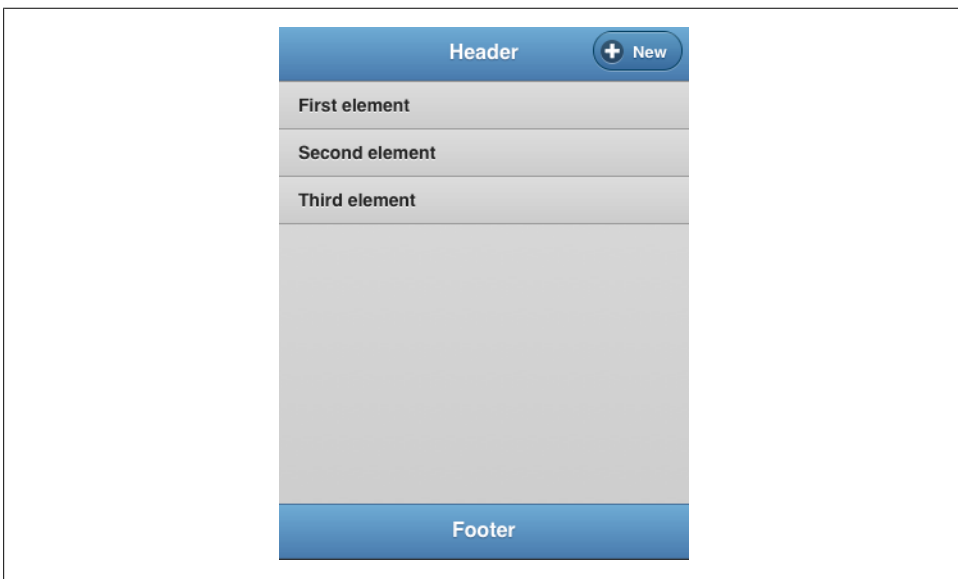 Header New
First element
Second element
Third element
Footer